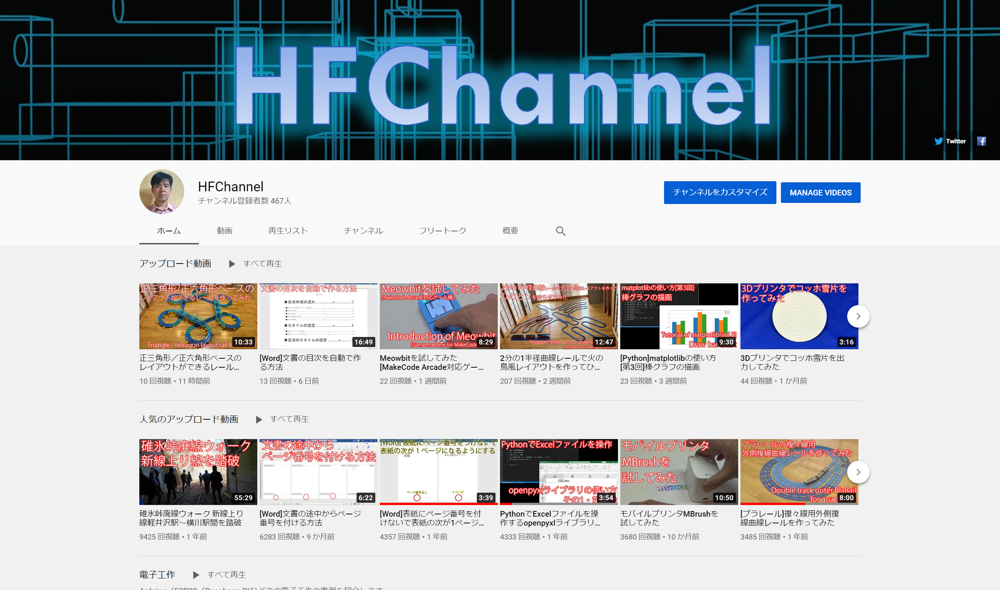 HFChannel
Twitter
HFChannel
チャンネル登録者数 467人
チャンネルをカスタマイズ
MANAGE VIDEOS
ホーム
動画
再生リスト
チャンネル
フリートーク
概要
アップロード動画
すべて再生
正三角形/正六角形ベースの
レイアウトができるレールを作ってみた
Triangle / hexagon layout rail
10:33
文書の目次を自動で作る方法
目次
★目次作成の流れ 2
★スタイルの設定 4
★目次のスタイルの設定
16:49
Meowbitを試してみた
[MakeCode Arcade対応ゲーム機]
Introduction of Meowbit
[Game machine for MakeCode
8:29
2分の1半径曲線レールで火の鳥風レイアウトを作って
ひのとりを走らせてみた
"Hinotori" train runs on phoenix
(Introduction of half radius curve rail)
12:47
matplotlibの使い方[第3回]
棒グラフの描画
Tutorial of matplotlib[vol.3]
Draw bar
9:30
3Dプリンタでコッホ雪片を
作ってみた
3:16
正三角形／正六角形ベースの
レイアウトができるレール...
10 回視聴・11 時間前
[Word]文書の目次を自動で作
る方法
13 回視聴・6 日前
Meowbitを試してみた
[MakeCode Arcade対応ゲー...
22 回視聴・1 週間前
2分の1半径曲線レールで火の
鳥風レイアウトを作ってひ...
207 回視聴・2 週間前
[Python]matplotlibの使い方
[第3回]棒グラフの描画
23 回視聴・3 週間前
3Dプリンタでコッホ雪片を出
力してみた
44 回視聴・1 か月前
人気のアップロード動画
すべて再生
碓氷峠廃線ウォーク
新線上り線を踏破
55:29
文書の途中から
ページ番号を付ける方法
6:22
[Word] 表紙にページ番号をつけないで
表紙の次が 1 ページになるようにする
表紙
本文の最初のページ
ページ番号なし
1ページ
3:39
PythonでExcelファイルを操作
A B C D
1 100 abc
openpyxlライブラリの使い方
その1・
3:54
モバイルプリンタ
MBrushを
試してみた
MBrush
10:50
プラレールの複々線用
外側複線曲線レールを作ってみた
Double track outer PlaRail
for quad
8:00
碓氷峠廃線ウォーク 新線上り
線軽井沢駅～横川駅間を踏破
9425 回視聴・1 年前
[Word]文書の途中からページ
番号を付ける方法
6283 回視聴・9 か月前
[Word]表紙にページ番号を付
けないで表紙の次が1ページ...
4357 回視聴・1 年前
PythonでExcelファイルを操
作するopenpyxlライブラリ...
4333 回視聴・1 年前
モバイルプリンタMBrushを
試してみた
3680 回視聴・10 か月前
[プラレール]複々線用外側複
線曲線レールを作ってみた
3485 回視聴・1 年前
電子工作
すべて再生
Arduino／ESP32／Raspberry PIなどでの電子工作の事例を紹介します